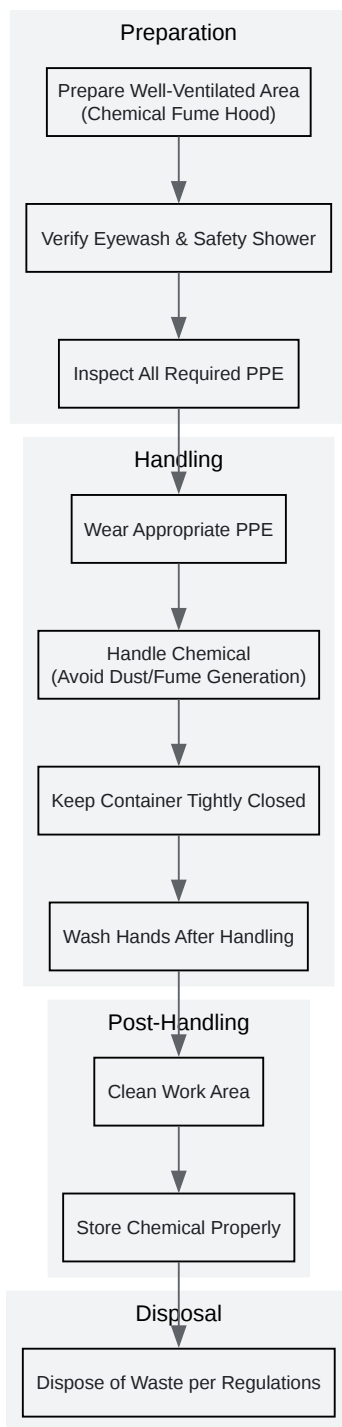 Preparation
Prepare Well-Ventilated Area
(Chemical Fume Hood)
Verify Eyewash & Safety Shower
Inspect All Required PPE
Handling
Wear Appropriate PPE
Handle Chemical
(Avoid Dust/Fume Generation)
Keep Container Tightly Closed
Wash Hands After Handling
Post-Handling
Clean Work Area
Store Chemical Properly
Disposal
Dispose of Waste per Regulations